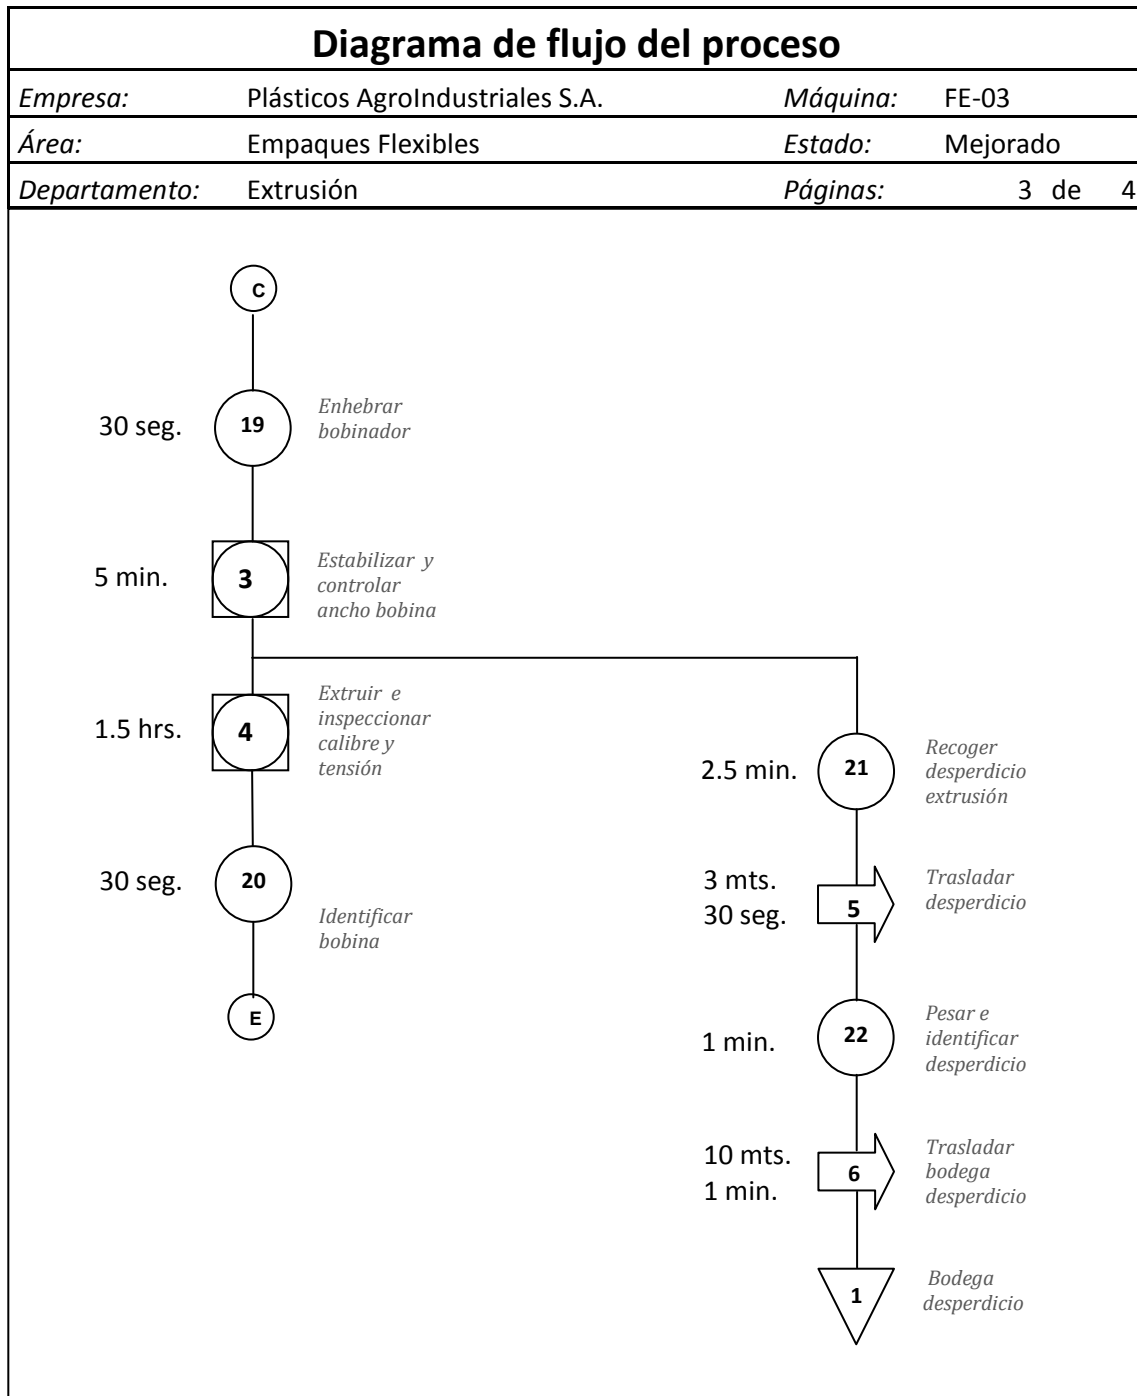 Diagrama de flujo del proceso
Empresa: Plásticos AgroIndustriales S.A. Máquina: FE-03
Área: Empaques Flexibles Estado: Mejorado
Departamento: Extrusión Páginas: 3 de 4
C
30 seg. 19 Enhebrar
bobinador
5 min. 3 Estabilizar y
controlar
ancho bobina
1.5 hrs. 4 Extruir e
inspeccionar
calibre y
tensión
30 seg. 20 Identificar
bobina
E
2.5 min. 21 Recoger
desperdicio
extrusión
3 mts.
30 seg. 5 Trasladar
desperdicio
1 min. 22 Pesar e
identificar
desperdicio
10 mts.
1 min. 6 Trasladar
bodega
desperdicio
1 Bodega
desperdicio